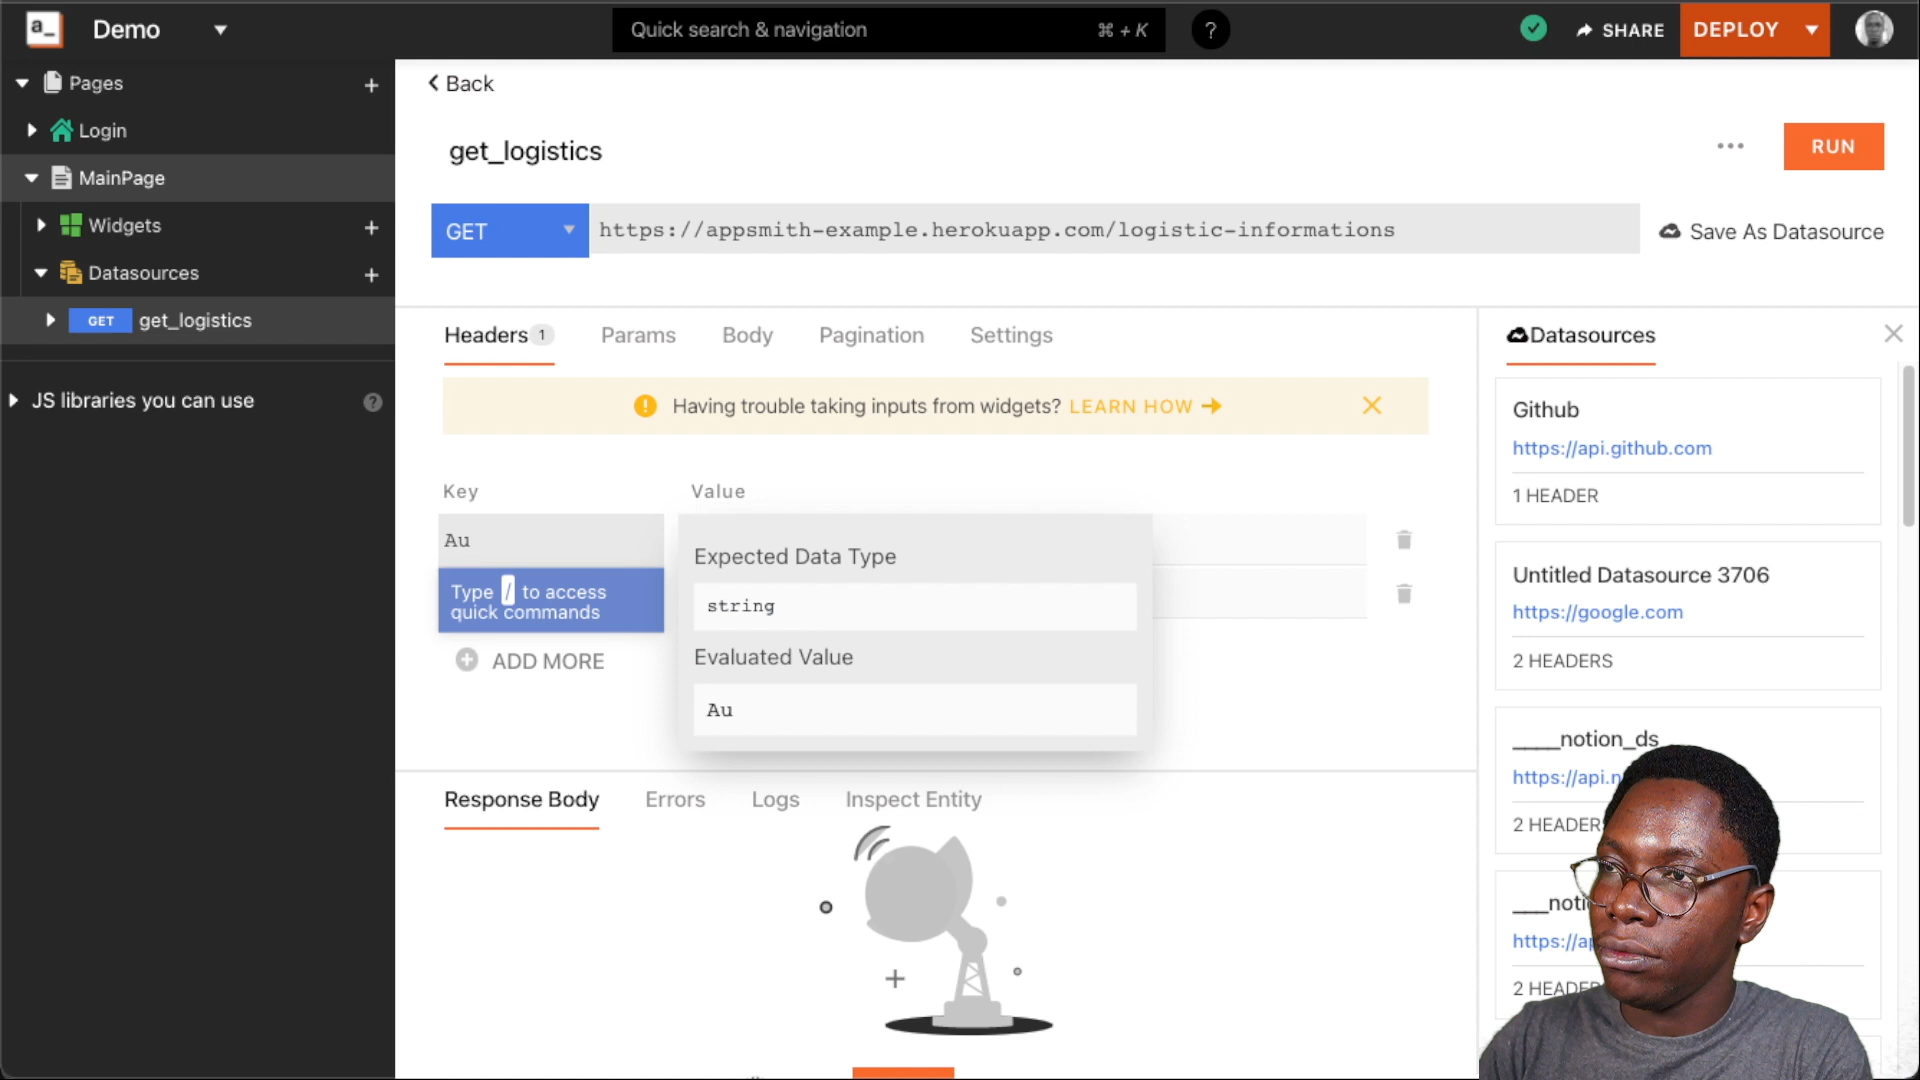 a_
Demo
Quick search & navigation
⌘ + K
?
SHARE
DEPLOY
Pages
+
Login
MainPage
Widgets
+
Datasources
+
GET
get_logistics
JS libraries you can use
?
Back
get_logistics
RUN
GET
https://appsmith-example.herokuapp.com/logistic-informations
Save As Datasource
Headers 1
Params
Body
Pagination
Settings
Having trouble taking inputs from widgets? LEARN HOW
Key
Value
Au
Type / to access
quick commands
ADD MORE
Expected Data Type
string
Evaluated Value
Au
Response Body
Errors
Logs
Inspect Entity
Datasources
Github
https://api.github.com
1 HEADER
Untitled Datasource 3706
https://google.com
2 HEADERS
____notion_ds
https://api.n
2 HEADER
___noti
https://ap
2 HEADER